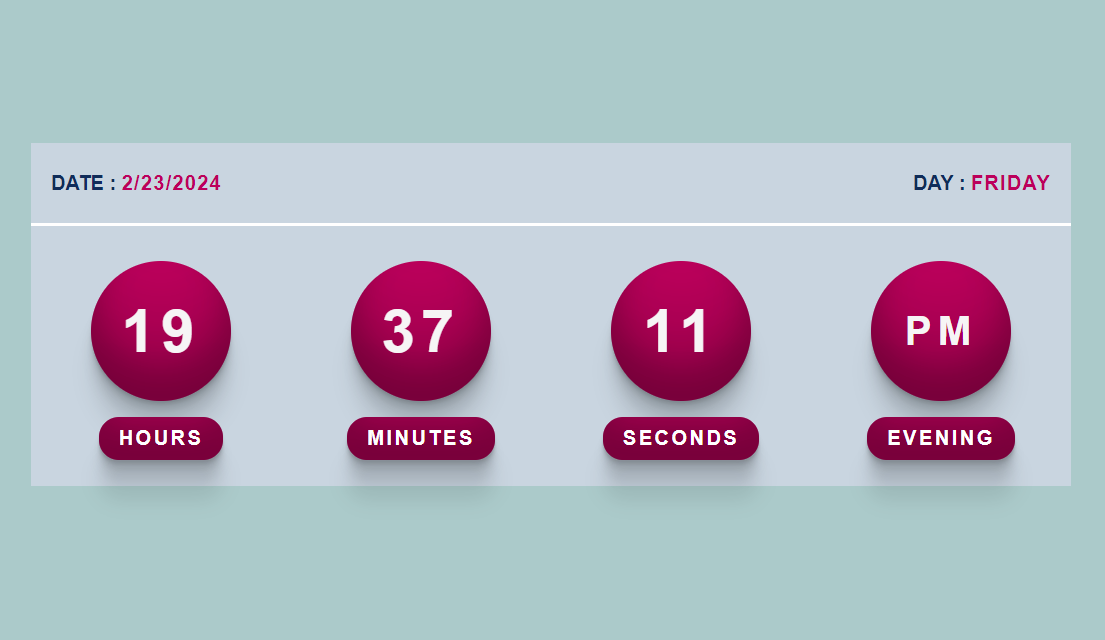 DATE : 2/23/2024
DAY : FRIDAY
19
37
11
PM
HOURS
MINUTES
SECONDS
EVENING